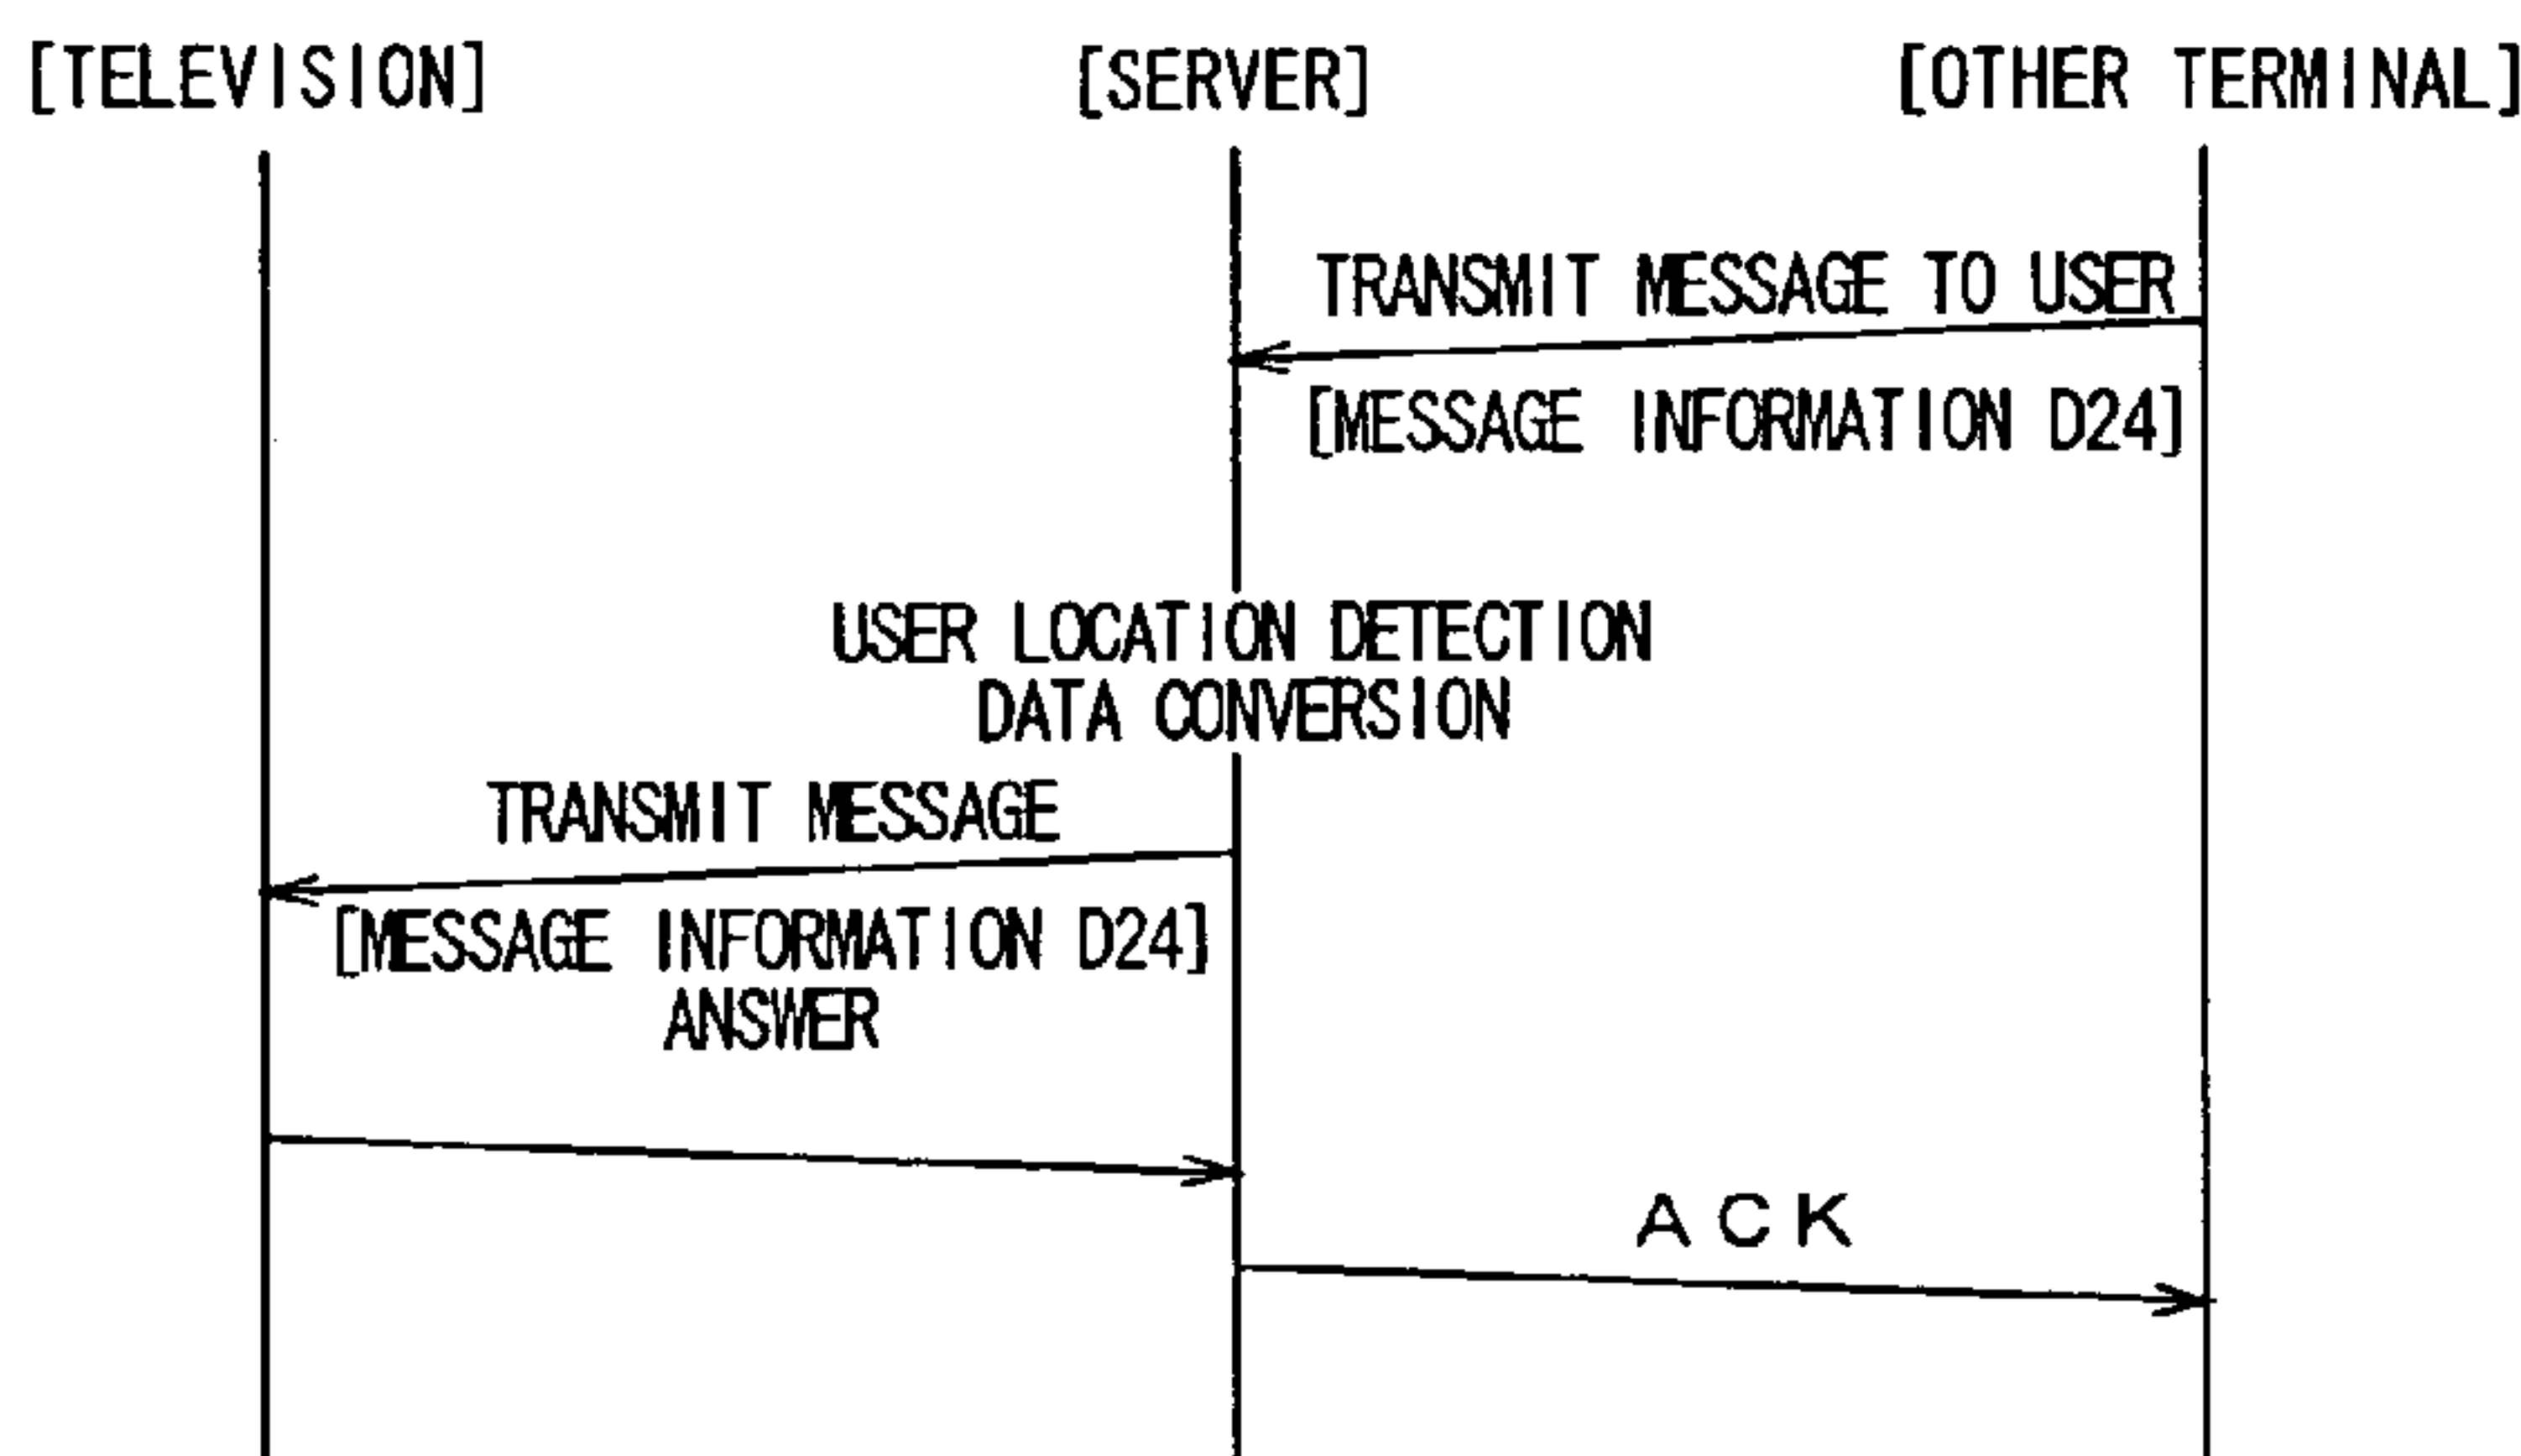 [TELEVISION] [SERVER] [OTHER TERMINAL]
TRANSMIT MESSAGE TO USER
[MESSAGE INFORMATION D24]
USER LOCATION DETECTION
DATA CONVERSION
TRANSMIT MESSAGE
[MESSAGE INFORMATION D24]
ANSWER
ACK